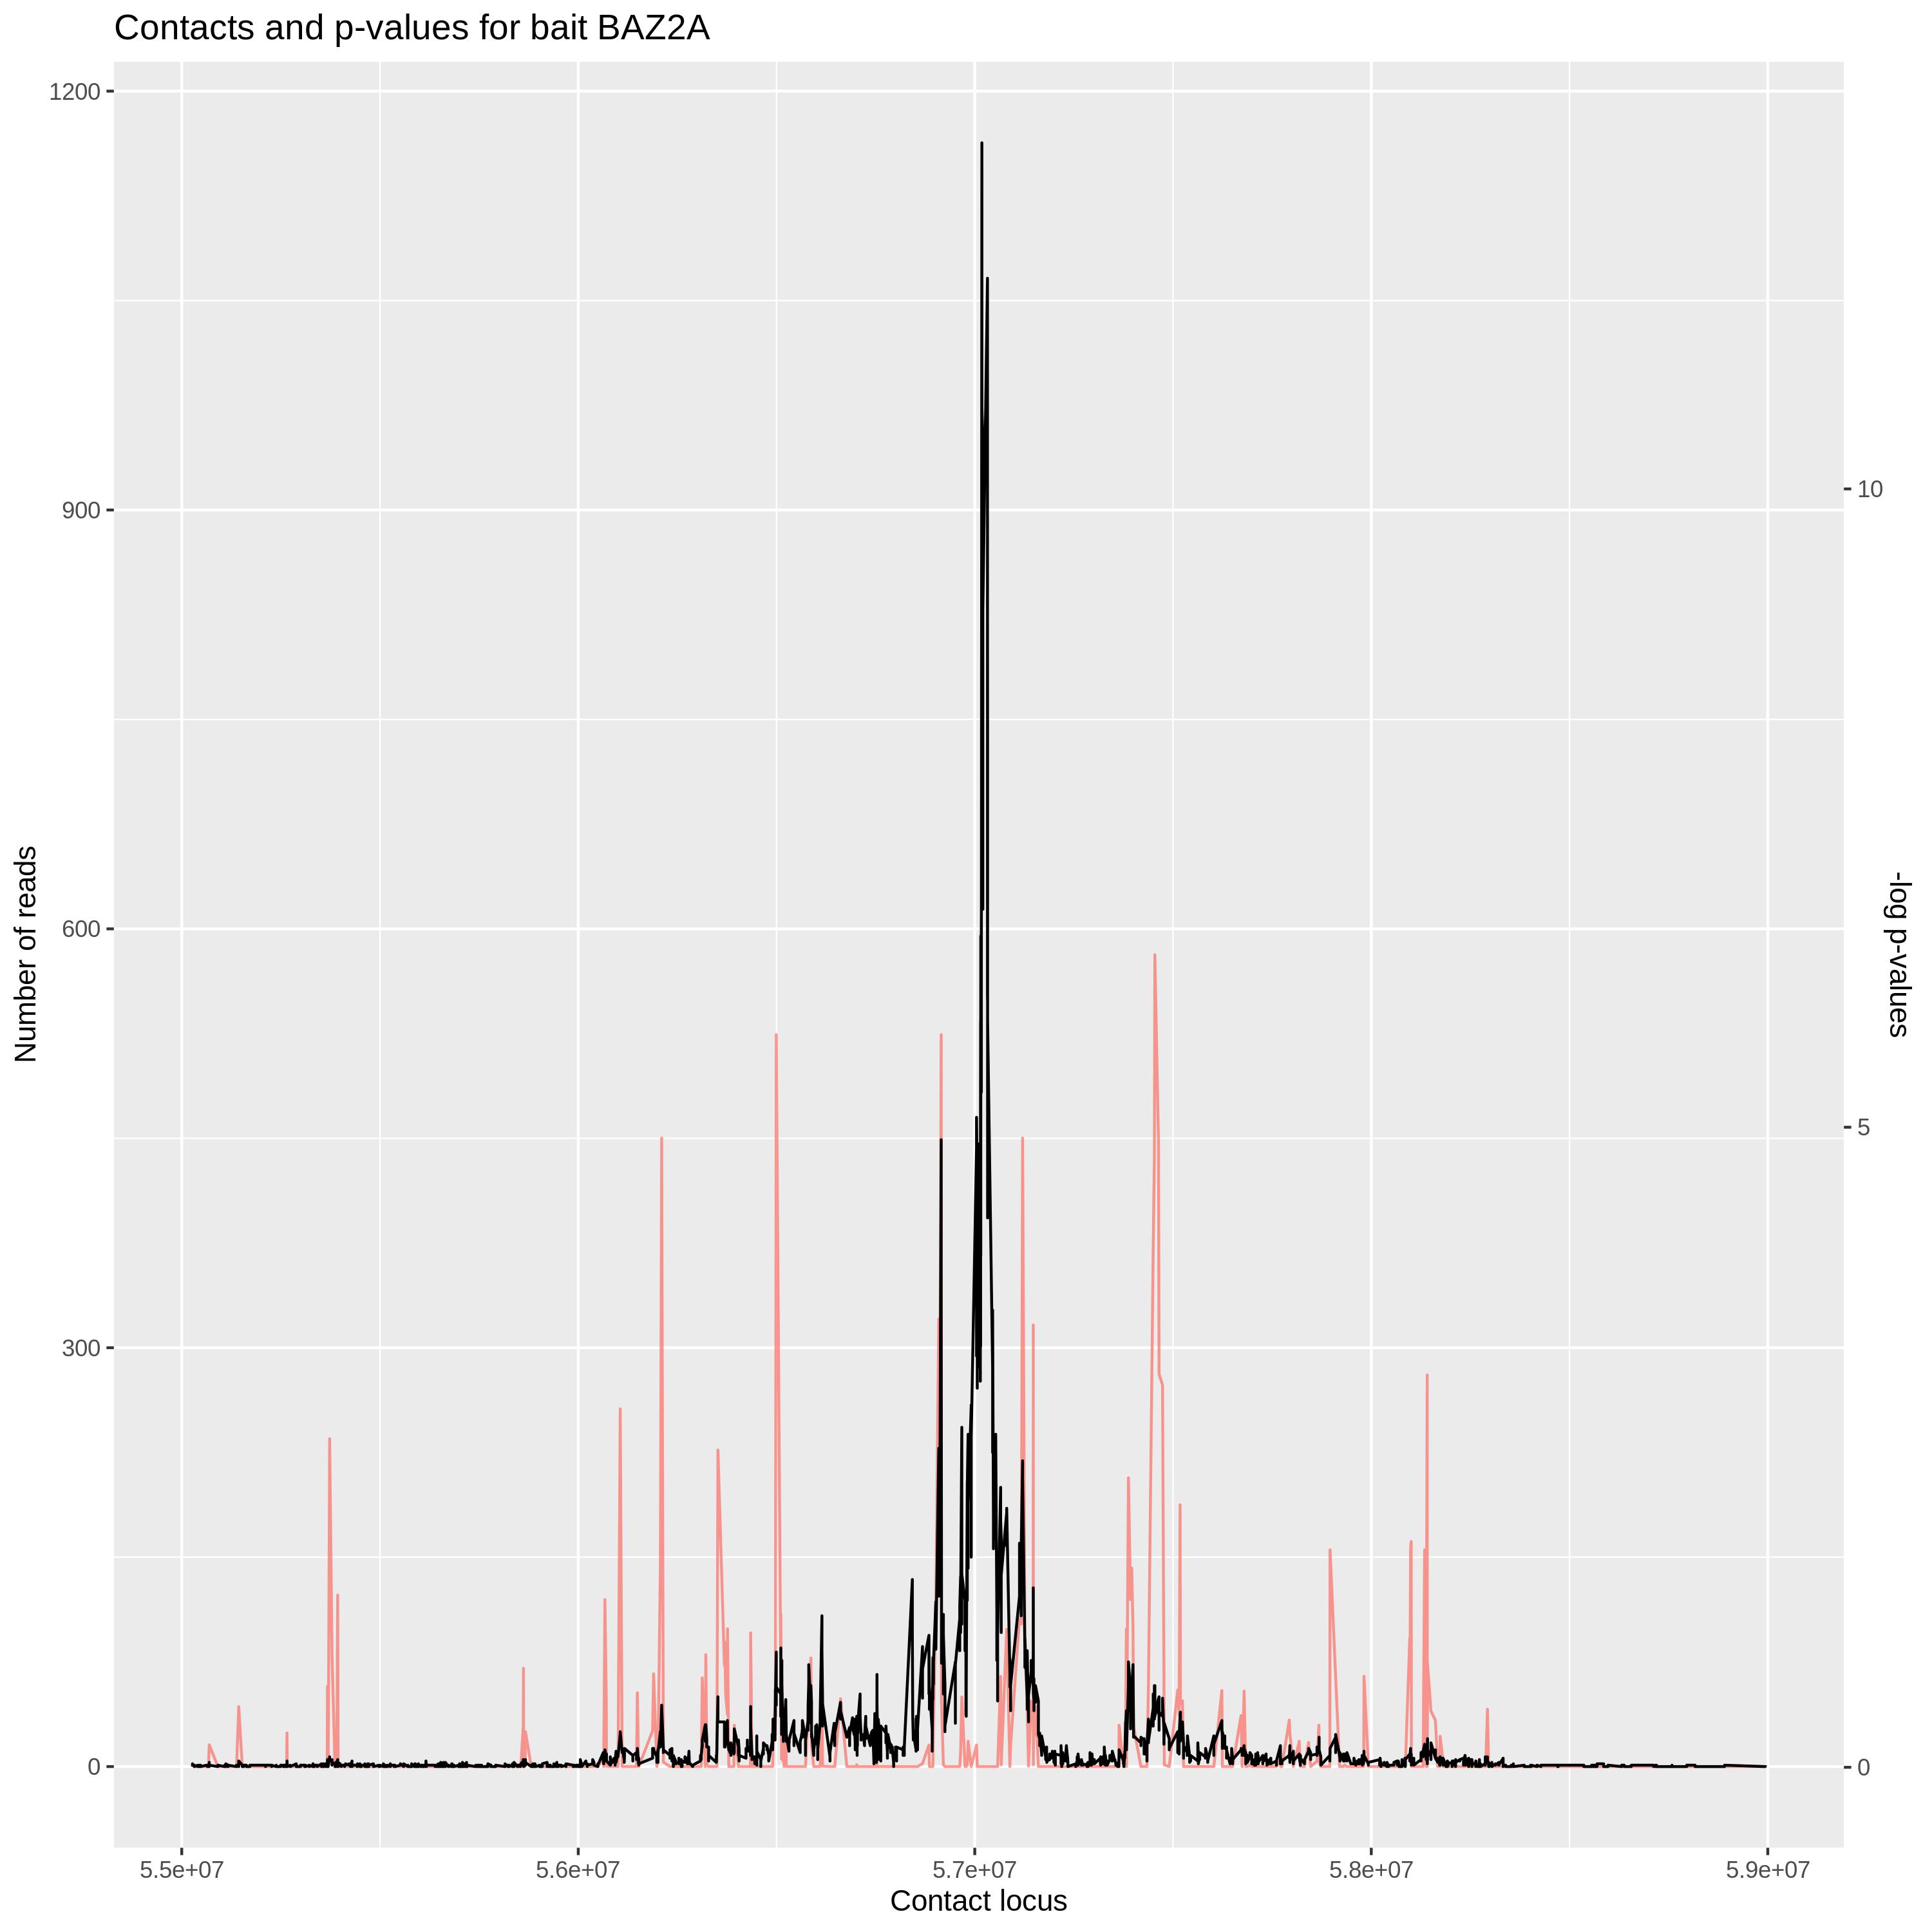 Contacts and p-values for bait BAZ2A
1200
900
600
300
0
Number of reads
10
5
0
-log p-values
5.5e+07
5.6e+07
5.7e+07
5.8e+07
5.9e+07
Contact locus